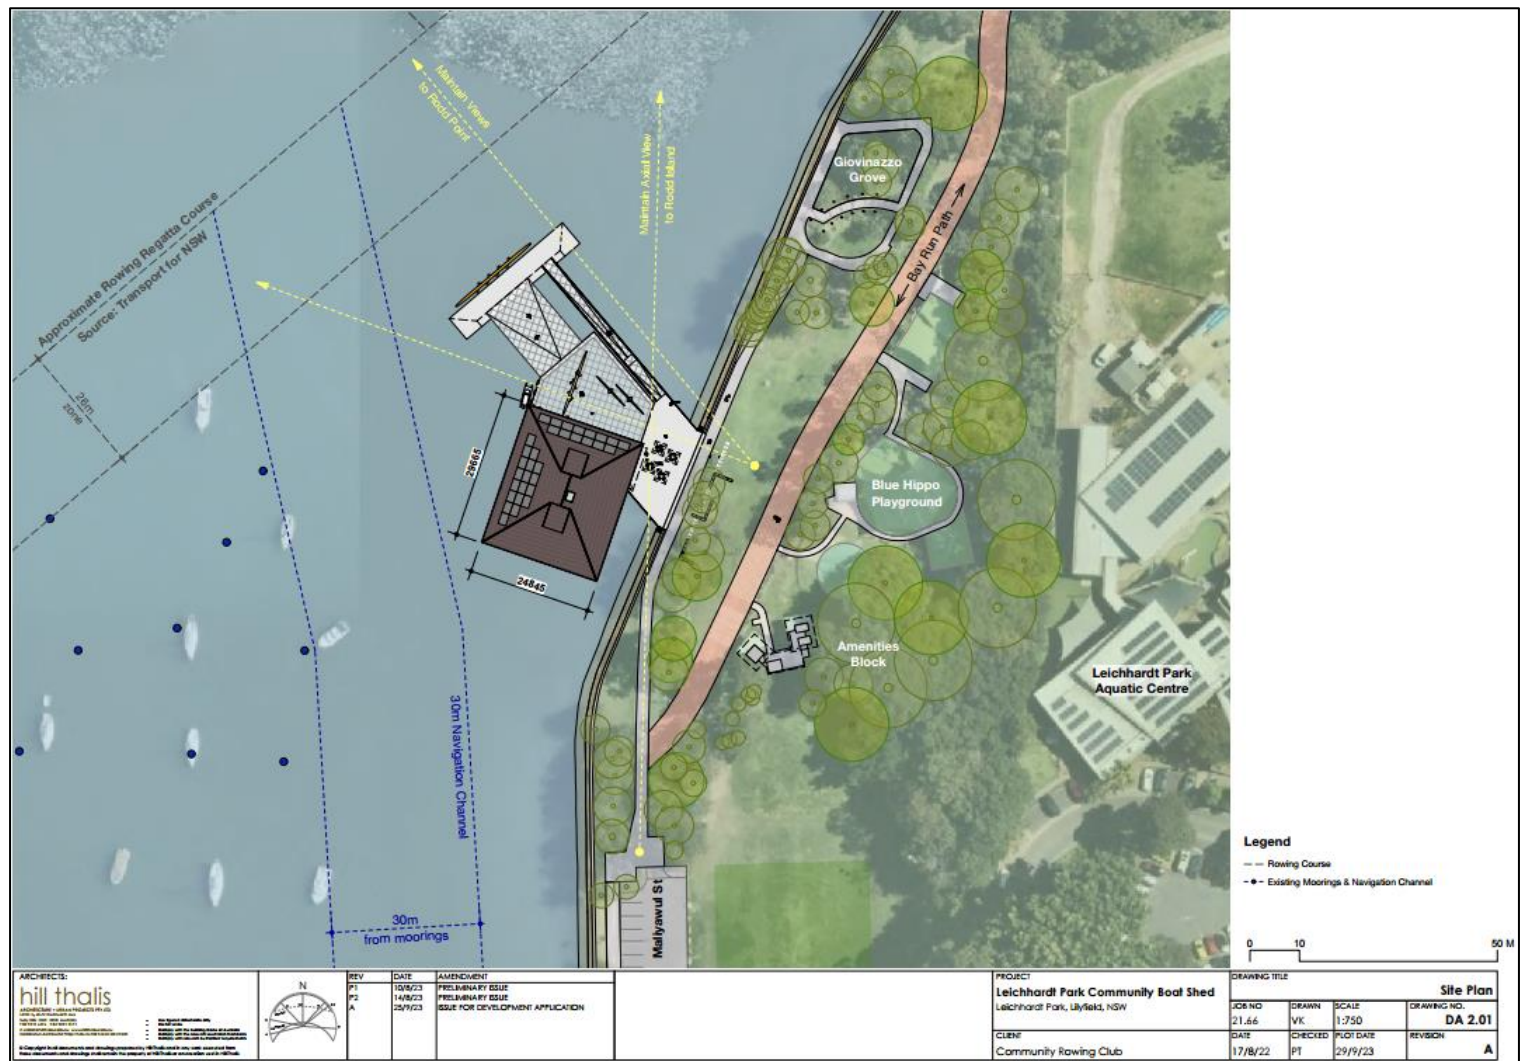 Maintain Views
to Rodd Point
Maintain Axial View
to Rodd Island
Giovinazzo
Grove
Bay Run Path
Approximate Rowing Regatta Course
Source: Transport for NSW
26m
zone
29665
24845
Blue Hippo
Playground
Amenities
Block
Leichhardt Park
Aquatic Centre
30m Navigation Channel
30m
from moorings
Maliyawul St
Legend
Rowing Course
Existing Moorings & Navigation Channel
0 10 50 M
ARCHITECTS:
hill thalis
N
REV DATE AMENDMENT
P1 10/8/23 PRELIMINARY ISSUE
P2 14/8/23 PRELIMINARY ISSUE
A 25/9/23 ISSUE FOR DEVELOPMENT APPLICATION
PROJECT
Leichhardt Park Community Boat Shed
Leichhardt Park, Lilyfield, NSW
CLIENT
Community Rowing Club
DRAWING TITLE
Site Plan
JOB NO DRAWN SCALE DRAWING NO.
21.66 VK 1:750 DA 2.01
DATE CHECKED PLOT DATE REVISION
17/8/22 PT 29/9/23 A